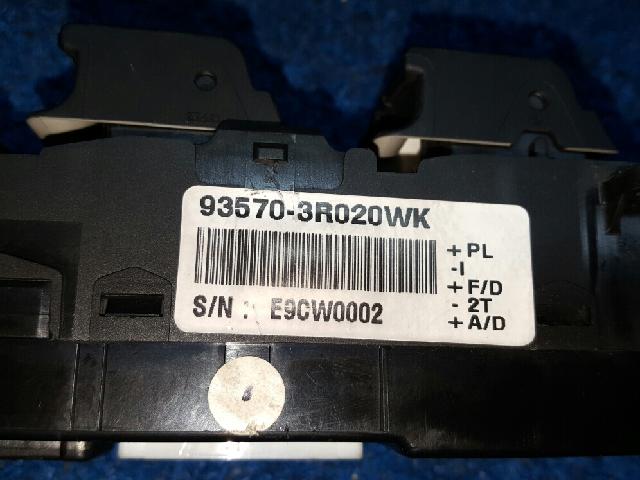 93570-3R020WK
+ PL
-I
+ F/D
- 2T
+ A/D
S/N : E9CW0002